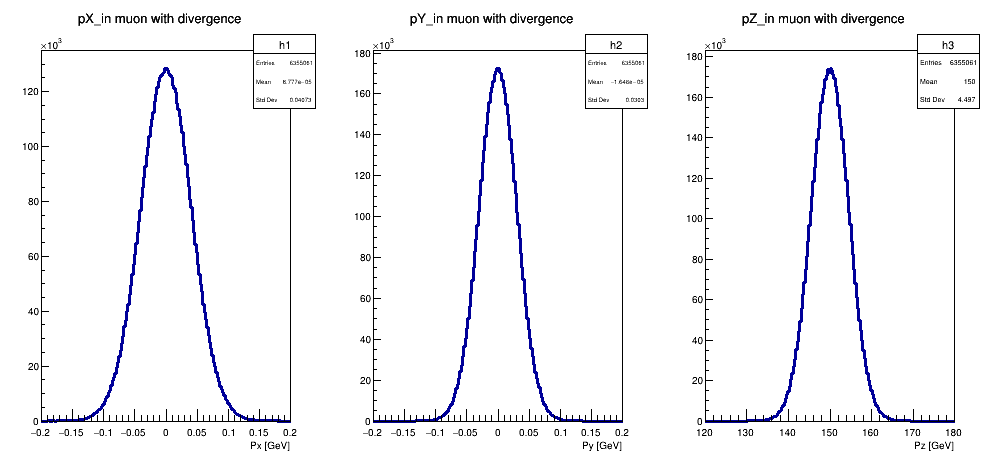 pX_in muon with divergence
×10³
h1
Entries 6355061
Mean 6.777e−05
Std Dev 0.04073
120
100
80
60
40
20
0
−0.2 −0.15 −0.1 −0.05 0 0.05 0.1 0.15 0.2
Px [GeV]
pY_in muon with divergence
×10³
h2
Entries 6355061
Mean −1.646e−05
Std Dev 0.0303
180
160
140
120
100
80
60
40
20
0
−0.2 −0.15 −0.1 −0.05 0 0.05 0.1 0.15 0.2
Py [GeV]
pZ_in muon with divergence
×10³
h3
Entries 6355061
Mean 150
Std Dev 4.497
180
160
140
120
100
80
60
40
20
0
120 130 140 150 160 170 180
Pz [GeV]